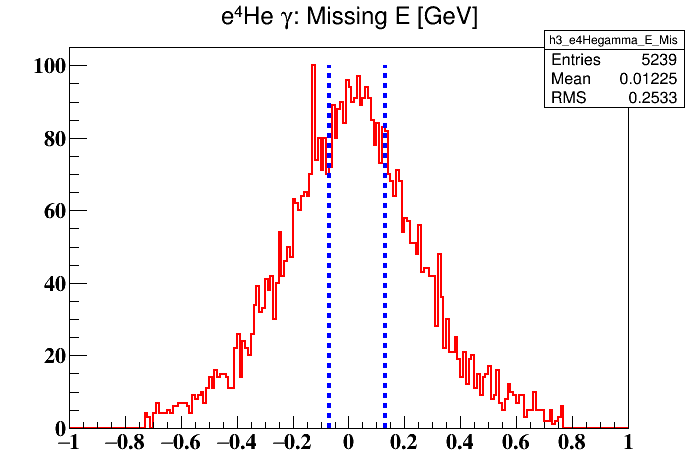 e⁴He γ: Missing E [GeV]
h3_e4Hegamma_E_Mis
Entries 5239
Mean 0.01225
RMS 0.2533
100
80
60
40
20
0
−1 −0.8 −0.6 −0.4 −0.2 0 0.2 0.4 0.6 0.8 1